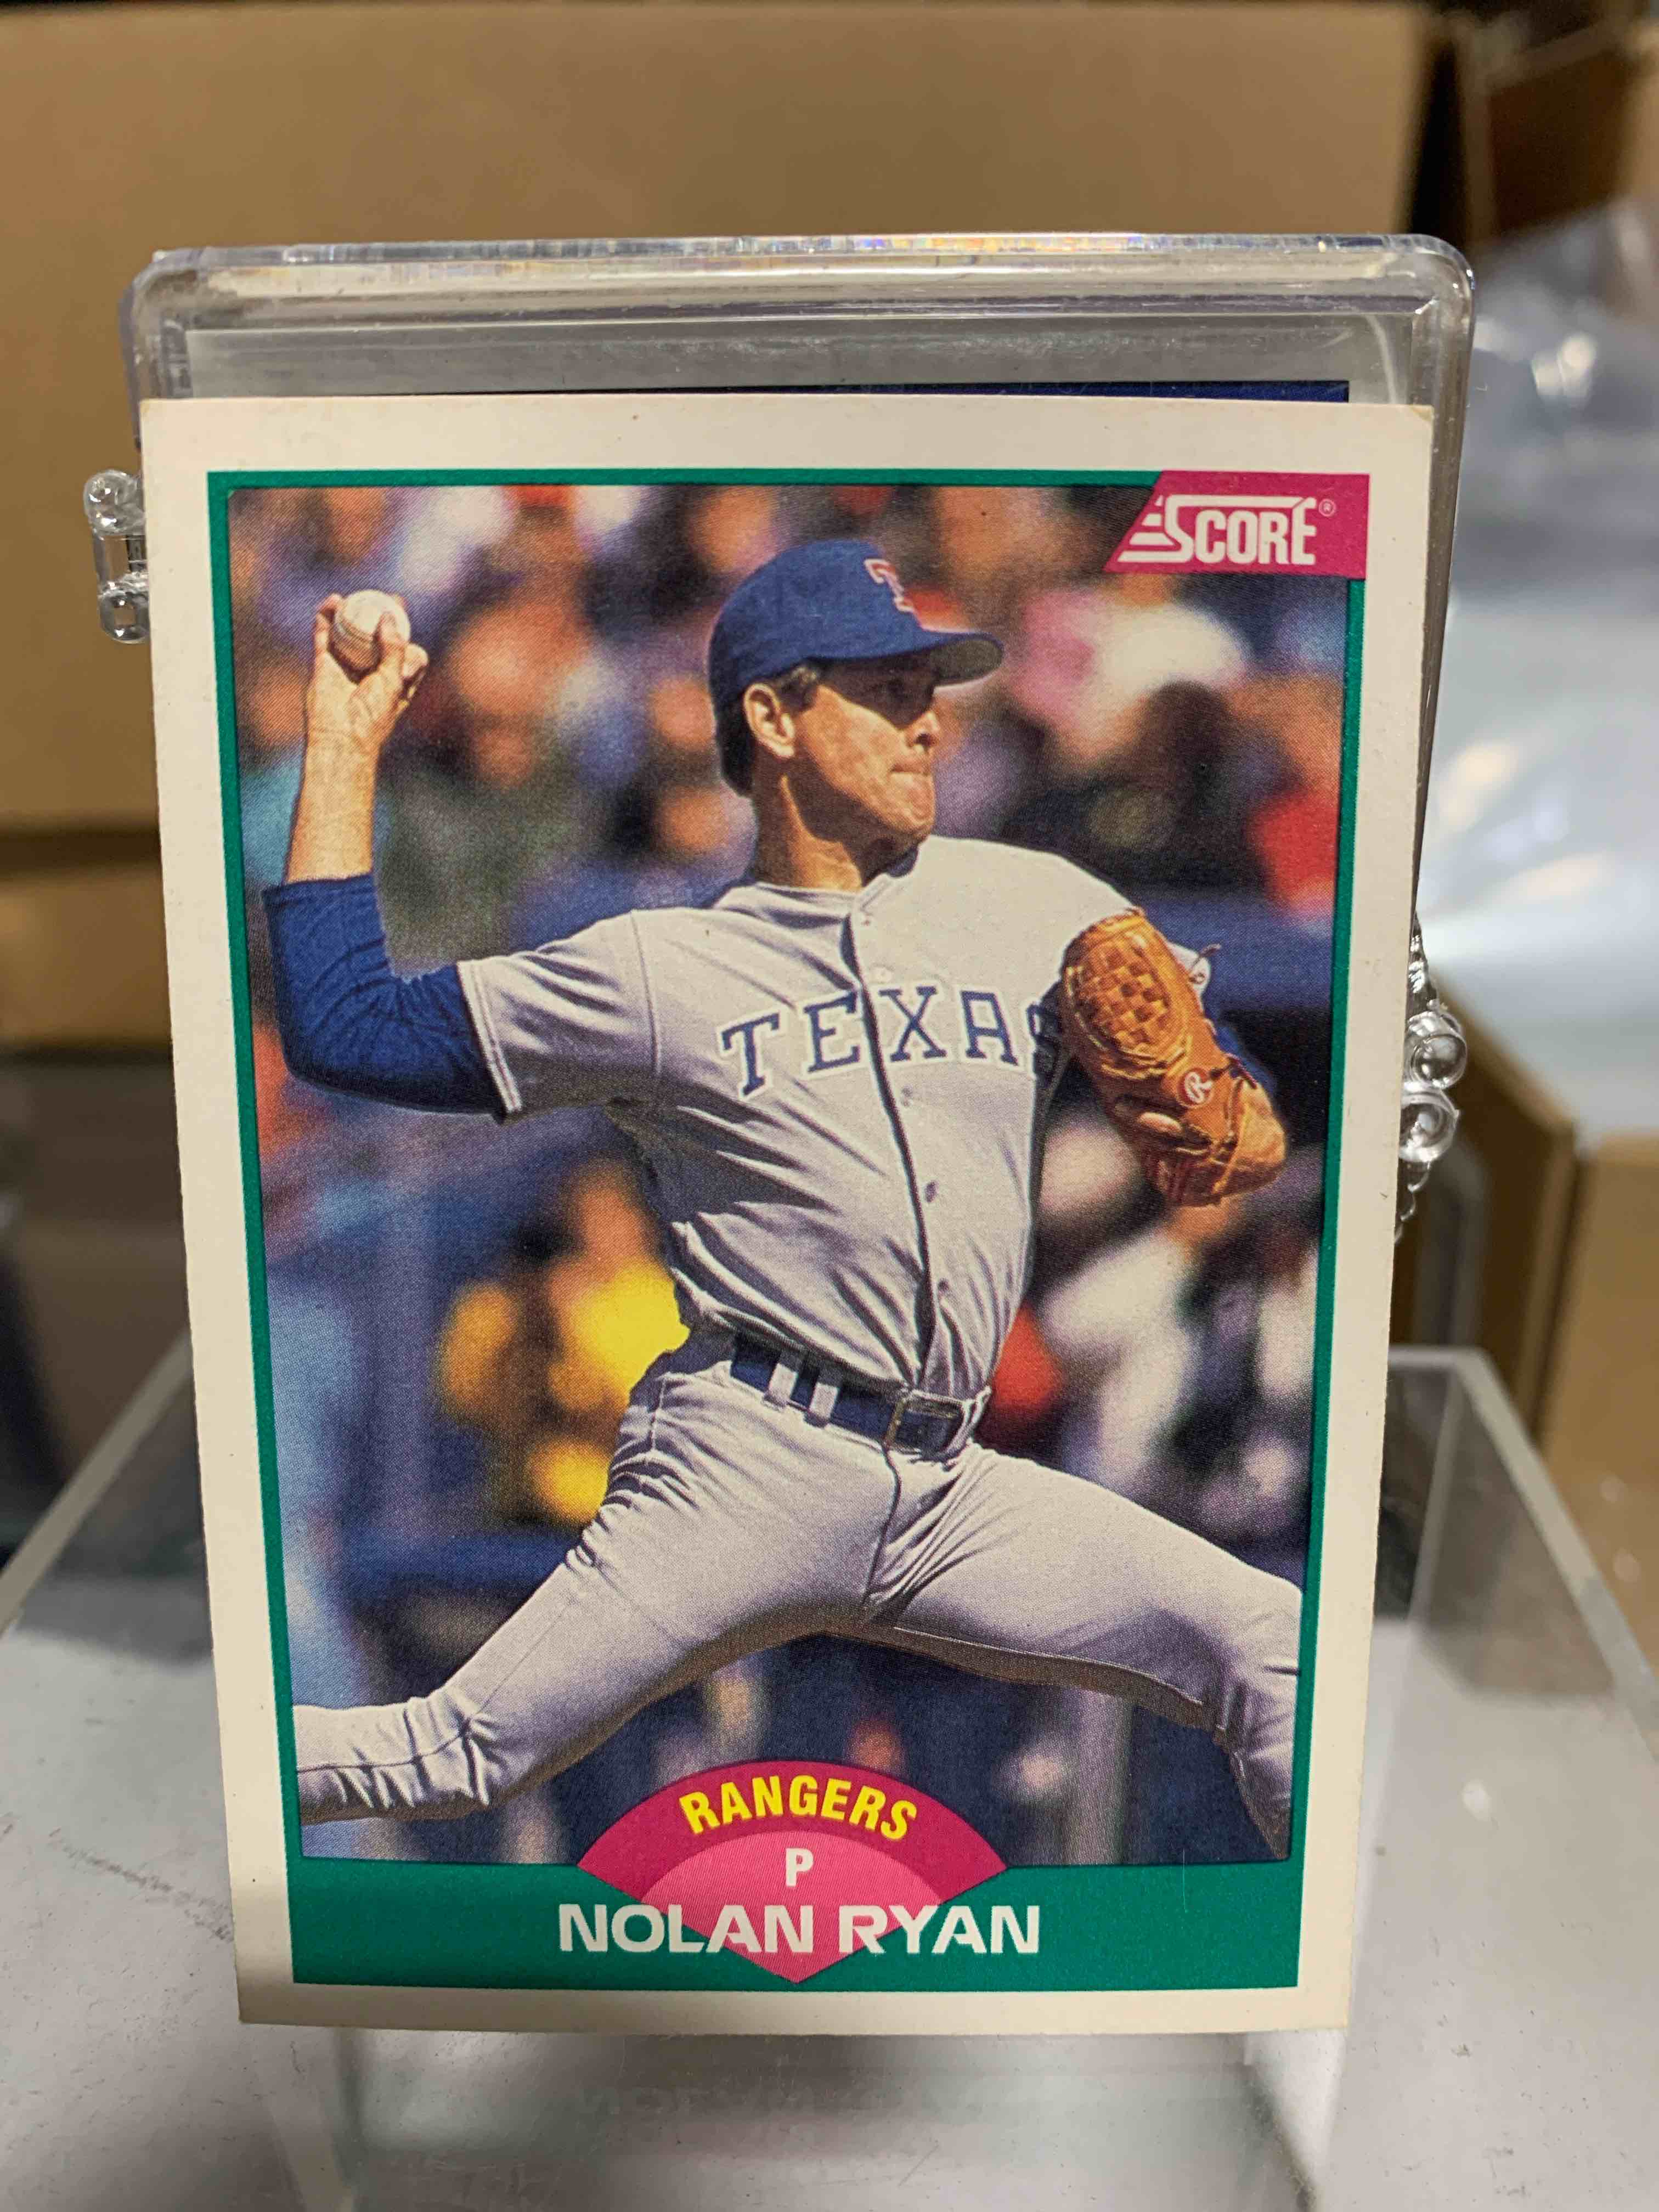 SCORE®
T
TEXAS
R
RANGERS
P
NOLAN RYAN